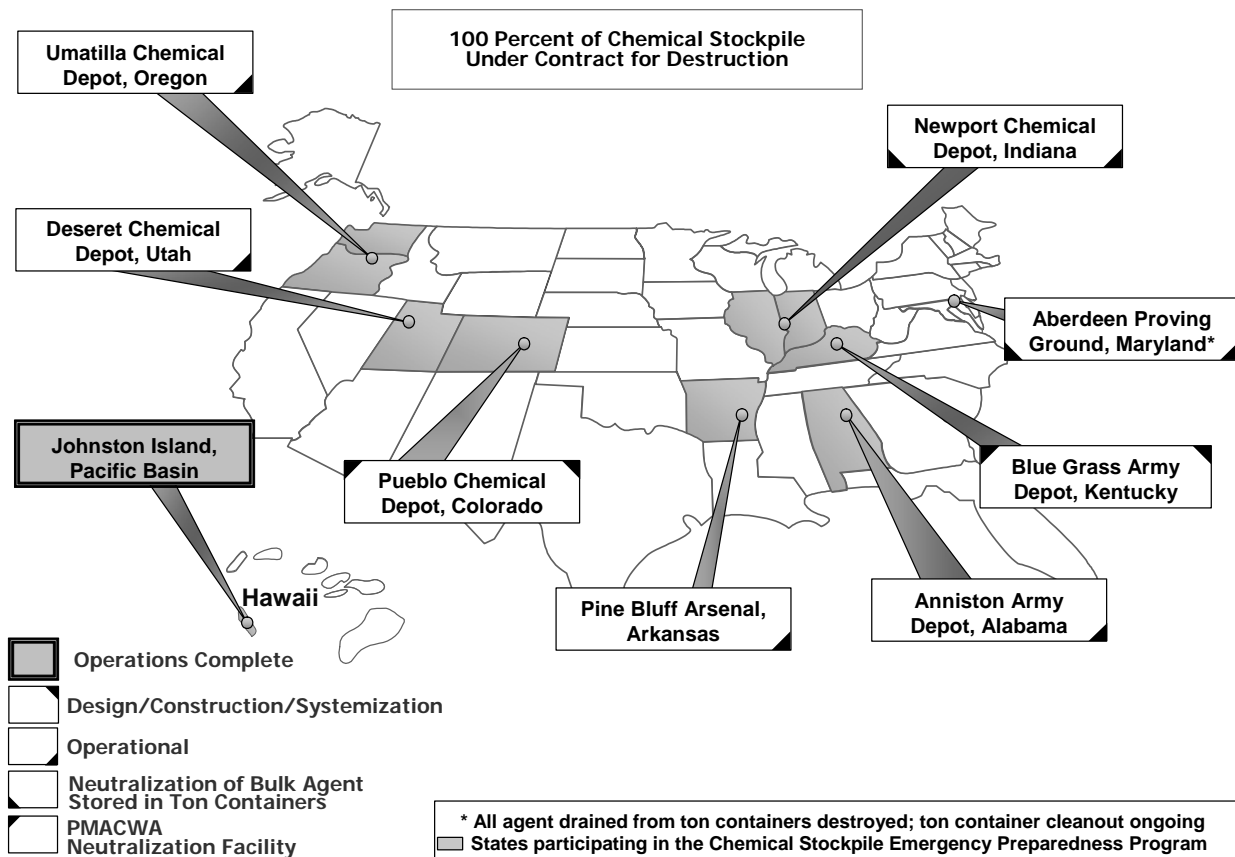 100 Percent of Chemical Stockpile
Under Contract for Destruction
Umatilla Chemical
Depot, Oregon
Newport Chemical
Depot, Indiana
Deseret Chemical
Depot, Utah
Aberdeen Proving
Ground, Maryland*
Johnston Island,
Pacific Basin
Pueblo Chemical
Depot, Colorado
Blue Grass Army
Depot, Kentucky
Hawaii
Pine Bluff Arsenal,
Arkansas
Anniston Army
Depot, Alabama
Operations Complete
Design/Construction/Systemization
Operational
Neutralization of Bulk Agent
Stored in Ton Containers
PMACWA
Neutralization Facility
* All agent drained from ton containers destroyed; ton container cleanout ongoing
States participating in the Chemical Stockpile Emergency Preparedness Program